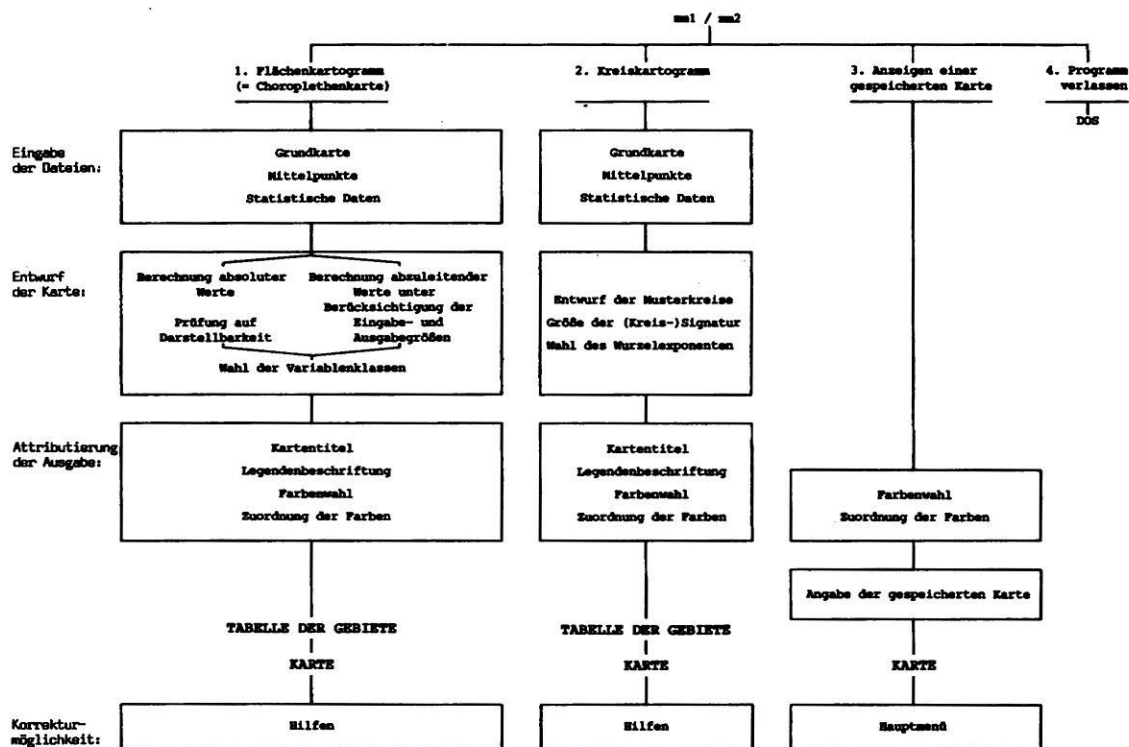 mm1 / mm2
1. Flächenkartogramm
(= Choroplethenkarte)
2. Kreiskartogramm
3. Anzeigen einer
gespeicherten Karte
4. Programm
verlassen
DOS
Eingabe
der Dateien:
Grundkarte
Mittelpunkte
Statistische Daten
Grundkarte
Mittelpunkte
Statistische Daten
Entwurf
der Karte:
Berechnung absoluter
Werte
Prüfung auf
Darstellbarkeit
Berechnung abzuleitender
Werte unter
Berücksichtigung der
Eingabe- und
Ausgabegrößen
Wahl der Variablenklassen
Entwurf der Musterkreise
Größe der (Kreis-)Signatur
Wahl des Wurzelexponenten
Attributierung
der Ausgabe:
Kartentitel
Legendenbeschriftung
Farbenwahl
Zuordnung der Farben
Kartentitel
Legendenbeschriftung
Farbenwahl
Zuordnung der Farben
Farbenwahl
Zuordnung der Farben
Angabe der gespeicherten Karte
TABELLE DER GEBIETE
TABELLE DER GEBIETE
KARTE
KARTE
KARTE
Korrektur-
möglichkeit:
Hilfen
Hilfen
Hauptmenü